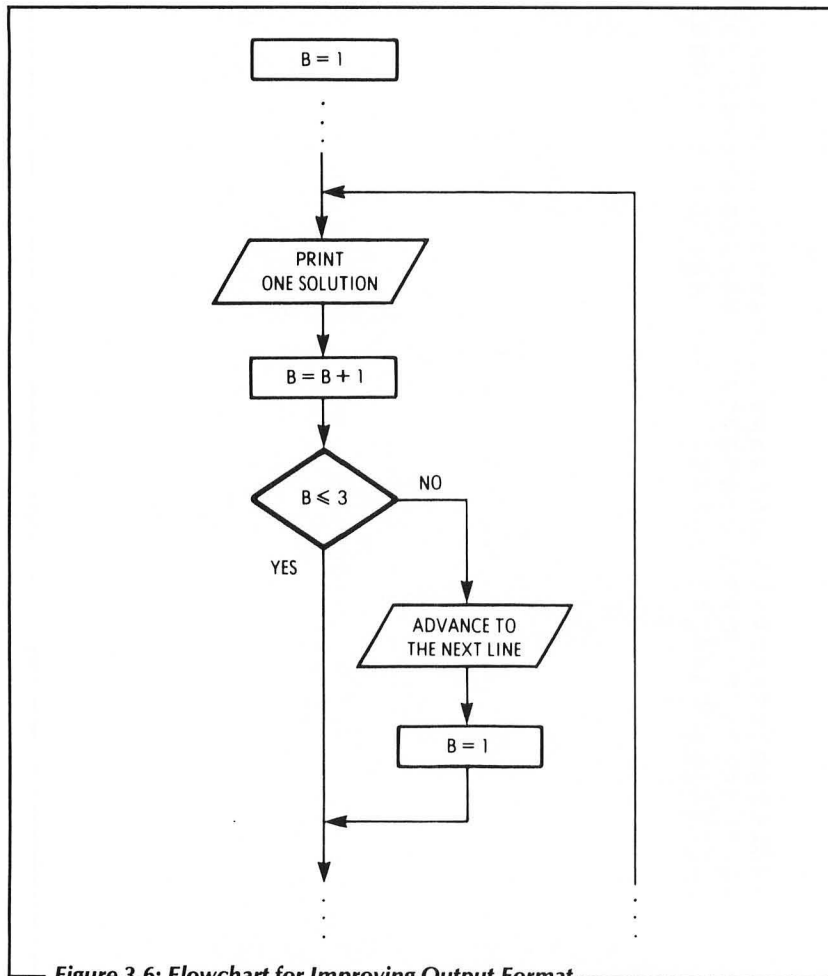 B = 1
PRINT
ONE SOLUTION
B = B + 1
B ⩽ 3
NO
YES
ADVANCE TO
THE NEXT LINE
B = 1
Figure 3.6: Flowchart for Improving Output Format